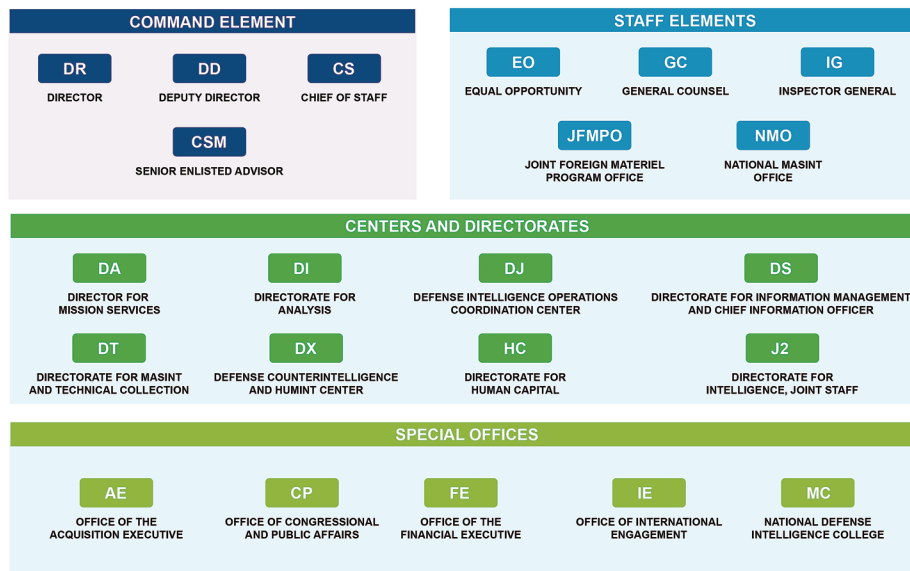 COMMAND ELEMENT
DR
DIRECTOR
DD
DEPUTY DIRECTOR
CS
CHIEF OF STAFF
CSM
SENIOR ENLISTED ADVISOR
STAFF ELEMENTS
EO
EQUAL OPPORTUNITY
GC
GENERAL COUNSEL
IG
INSPECTOR GENERAL
JFMPO
JOINT FOREIGN MATERIEL
PROGRAM OFFICE
NMO
NATIONAL MASINT
OFFICE
CENTERS AND DIRECTORATES
DA
DIRECTOR FOR
MISSION SERVICES
DI
DIRECTORATE FOR
ANALYSIS
DJ
DEFENSE INTELLIGENCE OPERATIONS
COORDINATION CENTER
DS
DIRECTORATE FOR INFORMATION MANAGEMENT
AND CHIEF INFORMATION OFFICER
DT
DIRECTORATE FOR MASINT
AND TECHNICAL COLLECTION
DX
DEFENSE COUNTERINTELLIGENCE
AND HUMINT CENTER
HC
DIRECTORATE FOR
HUMAN CAPITAL
J2
DIRECTORATE FOR
INTELLIGENCE, JOINT STAFF
SPECIAL OFFICES
AE
OFFICE OF THE
ACQUISITION EXECUTIVE
CP
OFFICE OF CONGRESSIONAL
AND PUBLIC AFFAIRS
FE
OFFICE OF THE
FINANCIAL EXECUTIVE
IE
OFFICE OF INTERNATIONAL
ENGAGEMENT
MC
NATIONAL DEFENSE
INTELLIGENCE COLLEGE